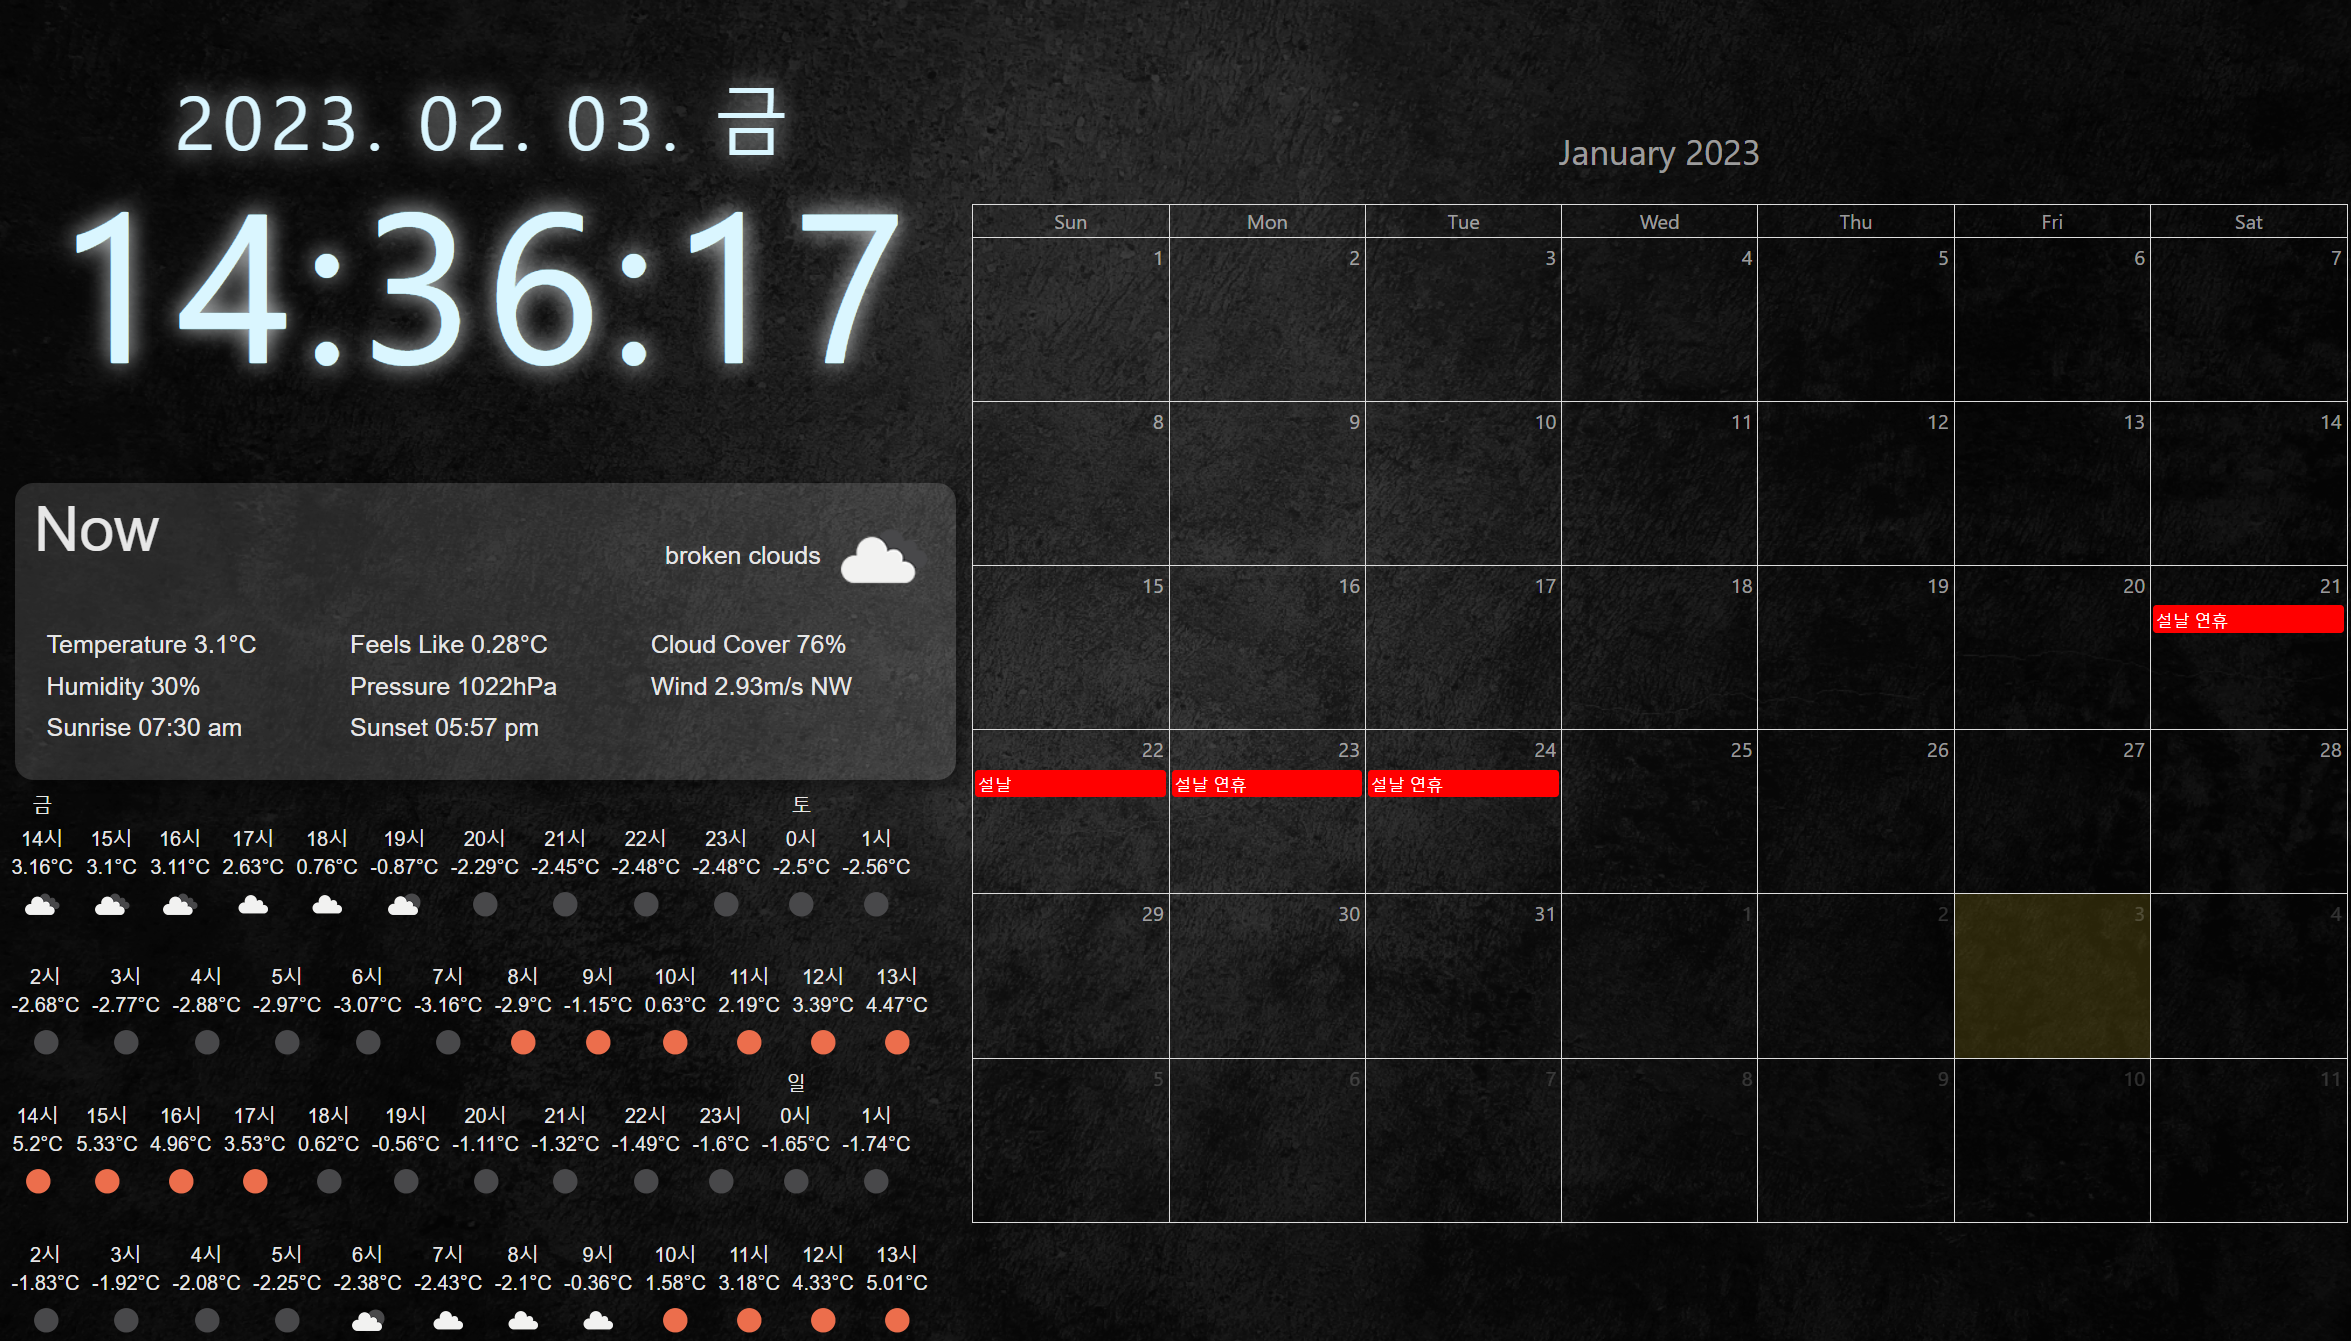 2023. 02. 03. 금
14:36:17
Now
broken clouds
Temperature 3.1°C Feels Like 0.28°C Cloud Cover 76%
Humidity 30% Pressure 1022hPa Wind 2.93m/s NW
Sunrise 07:30 am Sunset 05:57 pm
금 토
14시 15시 16시 17시 18시 19시 20시 21시 22시 23시 0시 1시
3.16°C 3.1°C 3.11°C 2.63°C 0.76°C -0.87°C -2.29°C -2.45°C -2.48°C -2.48°C -2.5°C -2.56°C
2시 3시 4시 5시 6시 7시 8시 9시 10시 11시 12시 13시
-2.68°C -2.77°C -2.88°C -2.97°C -3.07°C -3.16°C -2.9°C -1.15°C 0.63°C 2.19°C 3.39°C 4.47°C
일
14시 15시 16시 17시 18시 19시 20시 21시 22시 23시 0시 1시
5.2°C 5.33°C 4.96°C 3.53°C 0.62°C -0.56°C -1.11°C -1.32°C -1.49°C -1.6°C -1.65°C -1.74°C
2시 3시 4시 5시 6시 7시 8시 9시 10시 11시 12시 13시
-1.83°C -1.92°C -2.08°C -2.25°C -2.38°C -2.43°C -2.1°C -0.36°C 1.58°C 3.18°C 4.33°C 5.01°C
January 2023
Sun Mon Tue Wed Thu Fri Sat
1 2 3 4 5 6 7
8 9 10 11 12 13 14
15 16 17 18 19 20 21
설날 연휴
22 23 24 25 26 27 28
설날 설날 연휴 설날 연휴
29 30 31 1 2 3 4
5 6 7 8 9 10 11